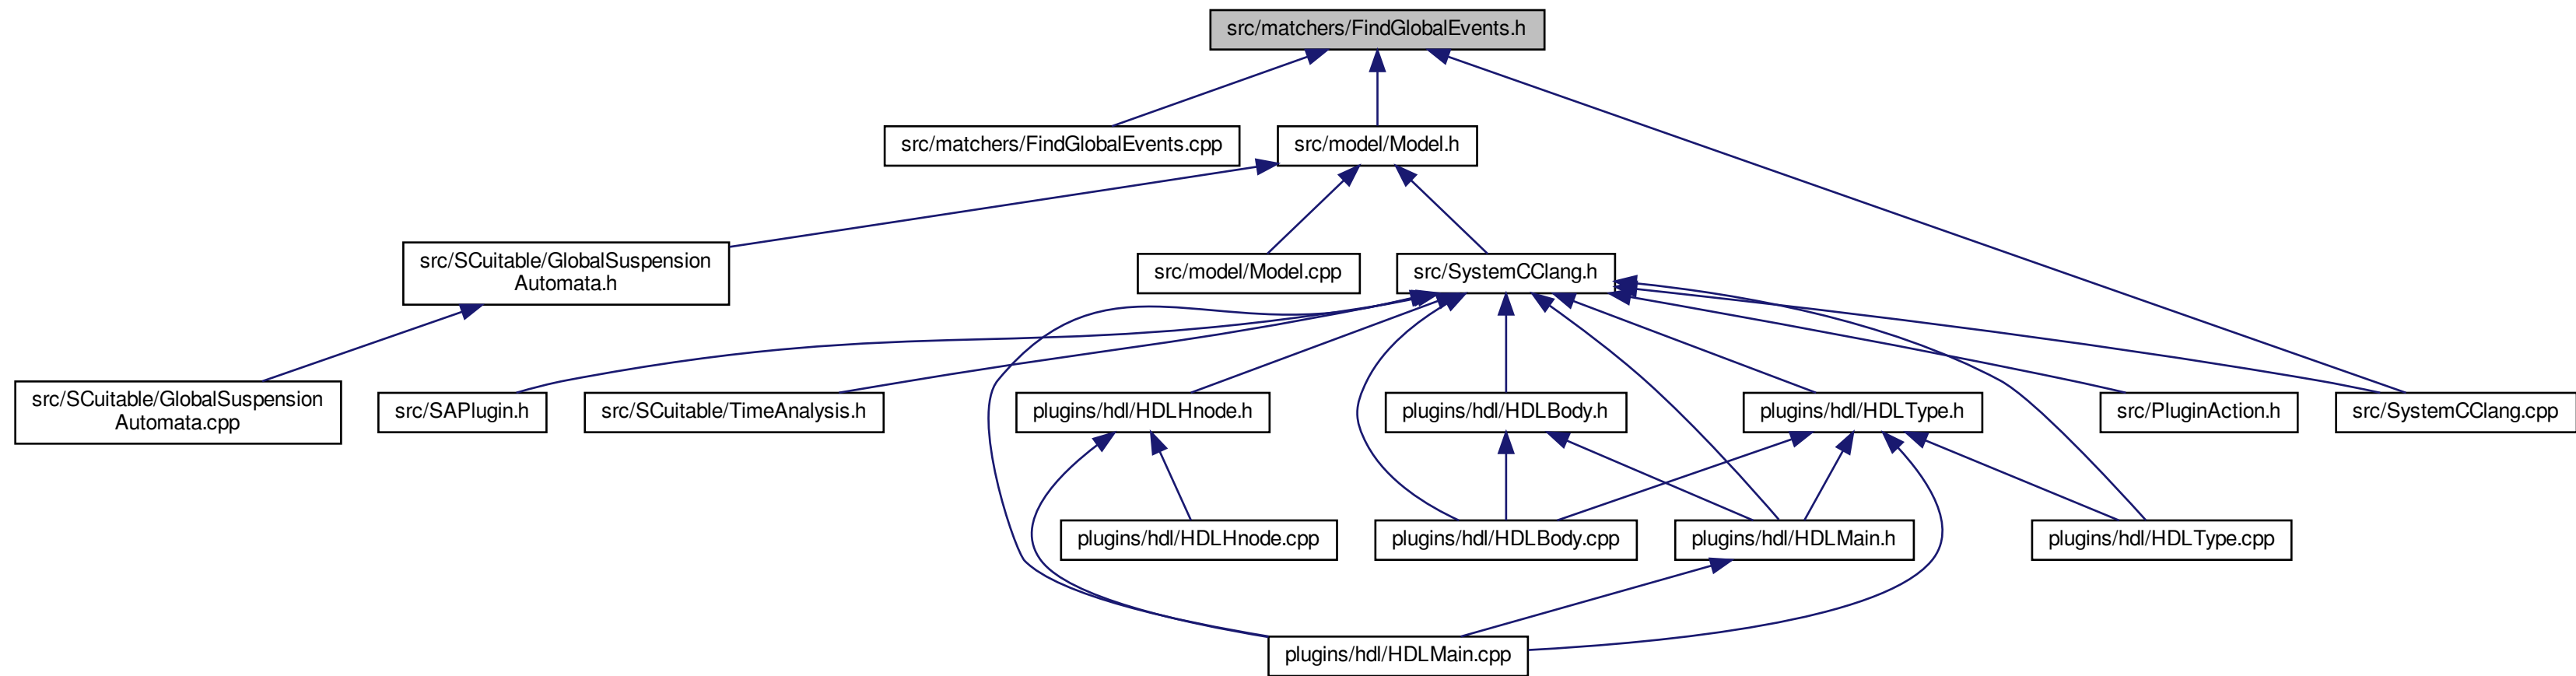 src/matchers/FindGlobalEvents.h
src/matchers/FindGlobalEvents.cpp
src/model/Model.h
src/SCuitable/GlobalSuspension
Automata.h
src/model/Model.cpp
src/SystemCClang.h
src/SCuitable/GlobalSuspension
Automata.cpp
src/SAPlugin.h
src/SCuitable/TimeAnalysis.h
plugins/hdl/HDLHnode.h
plugins/hdl/HDLBody.h
plugins/hdl/HDLType.h
src/PluginAction.h
src/SystemCClang.cpp
plugins/hdl/HDLHnode.cpp
plugins/hdl/HDLBody.cpp
plugins/hdl/HDLMain.h
plugins/hdl/HDLType.cpp
plugins/hdl/HDLMain.cpp